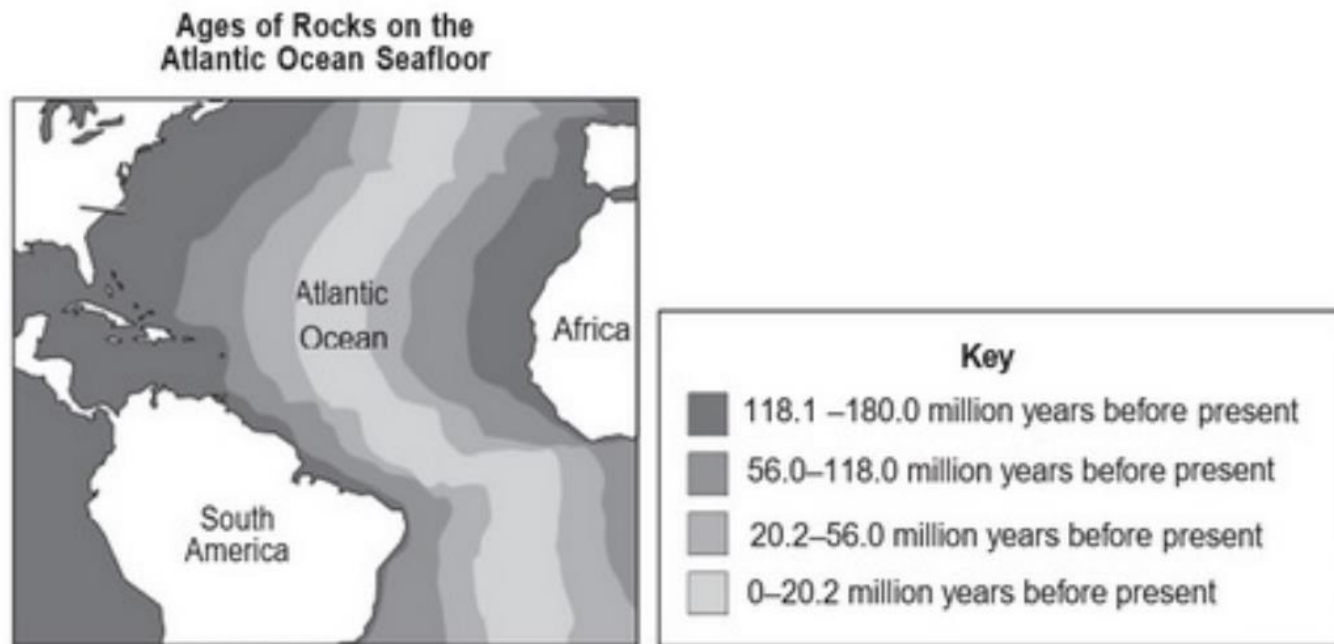 Ages of Rocks on the
Atlantic Ocean Seafloor
Atlantic
Ocean
Africa
South
America
Key
118.1 –180.0 million years before present
56.0–118.0 million years before present
20.2–56.0 million years before present
0–20.2 million years before present